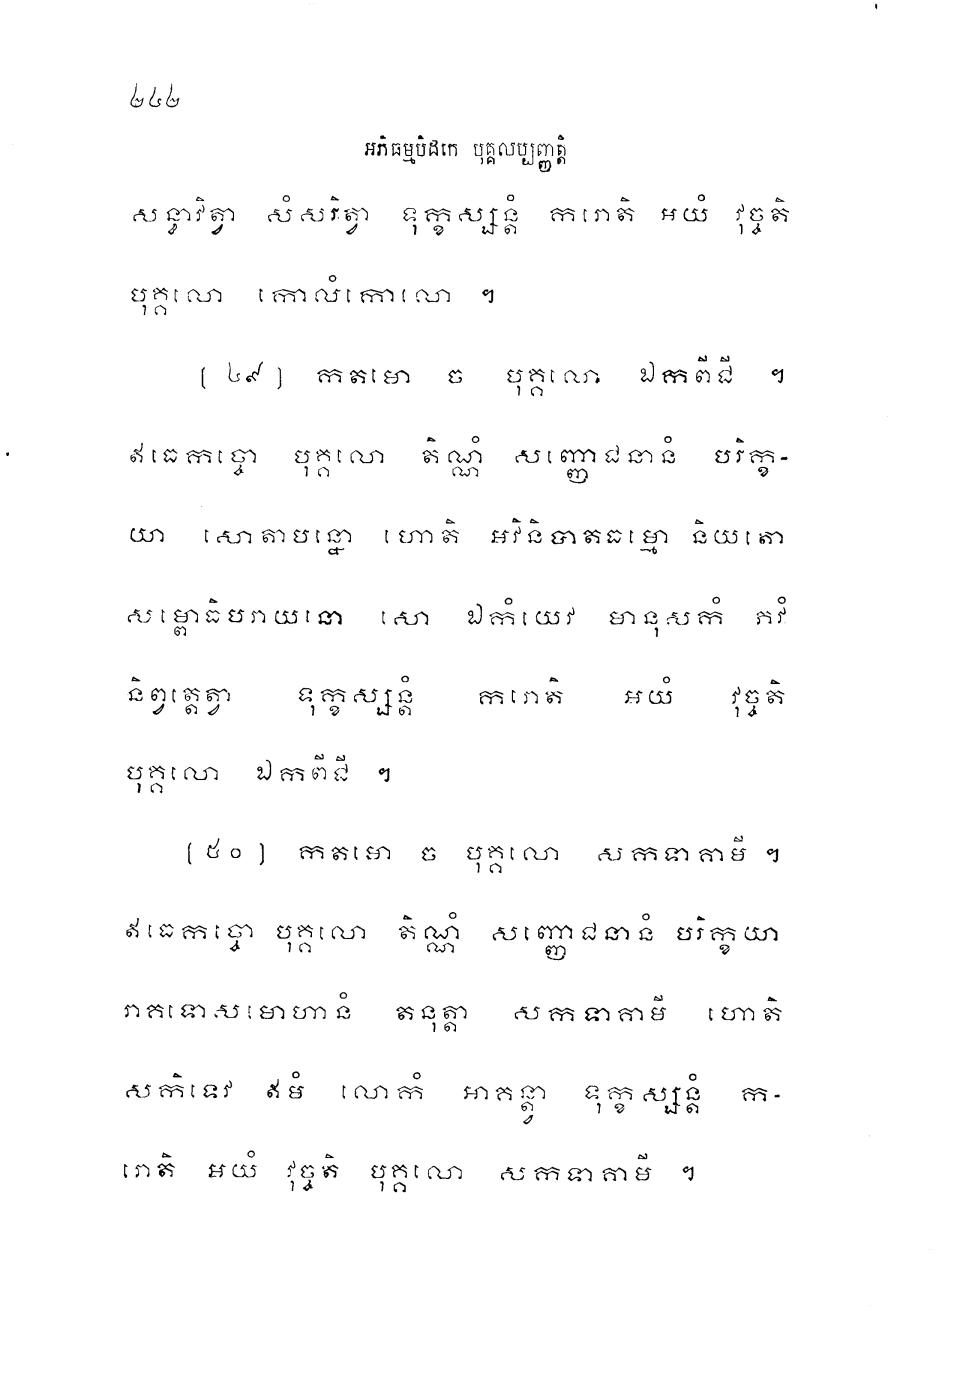 ២៤២
អភិធម្មបិដកេ បុគ្គលប្បញ្ញត្តិ
សន្ធាវិត្វា សំសរិត្វា ទុក្ខស្សន្តំ ករោតិ អយំ វុច្ចតិ
បុគ្គលោ កោលំកោលោ ។
(៤៩) កតមោ ច បុគ្គលោ ឯកពីជី ។
ឥធេកច្ចោ បុគ្គលោ តិណ្ណំ សញ្ញោជនានំ បរិក្ខ-
យា សោតាបន្នោ ហោតិ អវិនិបាតធម្មោ និយតោ
សម្ពោធិបរាយនោ សោ ឯកំយេវ មានុសកំ ភវំ
និព្វត្តេត្វា ទុក្ខស្សន្តំ ករោតិ អយំ វុច្ចតិ
បុគ្គលោ ឯកពីជី ។
(៥០) កតមោ ច បុគ្គលោ សកទាគាមី ។
ឥធេកច្ចោ បុគ្គលោ តិណ្ណំ សញ្ញោជនានំ បរិក្ខយា
រាគទោសមោហានំ តនុត្តា សកទាគាមី ហោតិ
សកិទេវ ឥមំ លោកំ អាគន្ត្វា ទុក្ខស្សន្តំ ក-
រោតិ អយំ វុច្ចតិ បុគ្គលោ សកទាគាមី ។